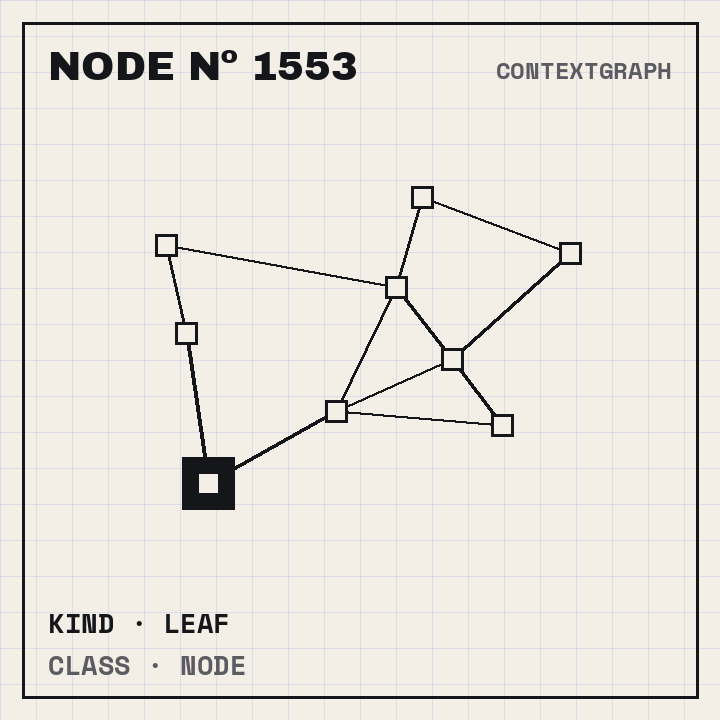 NODE Nº 1553
CONTEXTGRAPH
KIND · LEAF
CLASS · NODE